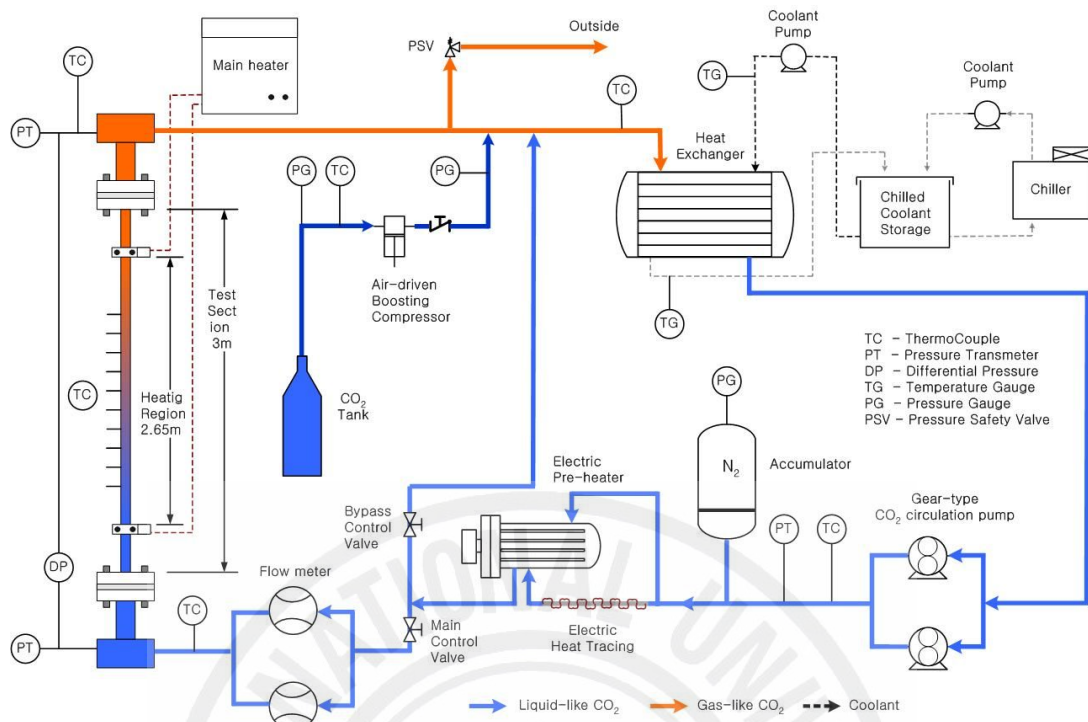 Outside
Coolant
Pump
PSV
TC
Main heater
TG
Coolant
Pump
PT
TC
Heat
Exchanger
PG
TC
PG
Chilled
Coolant
Storage
Chiller
Test
Sect
ion
3m
Air-driven
Boosting
Compressor
TG
TC - ThermoCouple
PT - Pressure Transmeter
DP - Differential Pressure
TG - Temperature Gauge
PG - Pressure Gauge
PSV - Pressure Safety Valve
TC
Heatig
Region
2.65m
CO₂
Tank
PG
N₂
Accumulator
Electric
Pre-heater
Gear-type
CO₂ circulation pump
Bypass
Control
Valve
PT
TC
DP
Flow meter
TC
Main
Control
Valve
Electric
Heat Tracing
PT
Liquid-like CO₂
Gas-like CO₂
Coolant
NATIONAL UNI